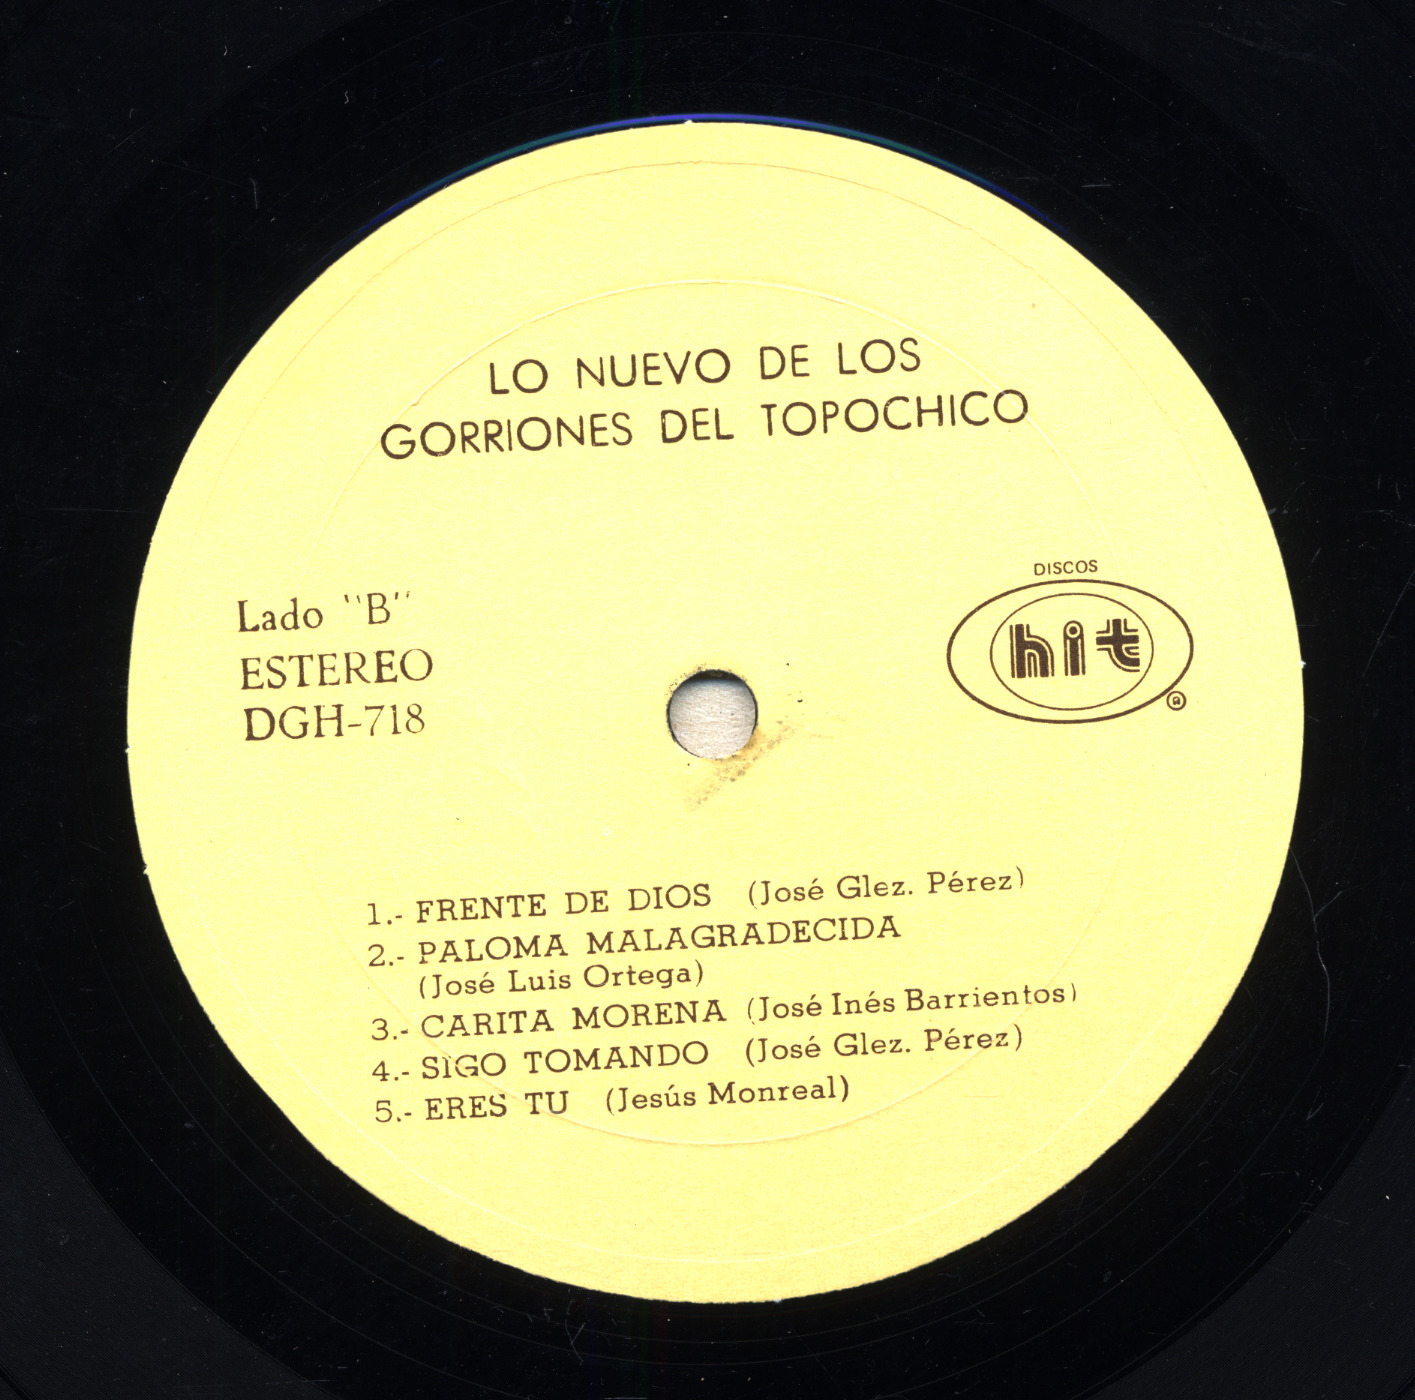 LO NUEVO DE LOS
GORRIONES DEL TOPOCHICO
DISCOS
hit
®
Lado "B"
ESTEREO
DGH-718
1.- FRENTE DE DIOS (José Glez. Pérez)
2.- PALOMA MALAGRADECIDA
(José Luis Ortega)
3.- CARITA MORENA (José Inés Barrientos)
4.- SIGO TOMANDO (José Glez. Pérez)
5.- ERES TU (Jesús Monreal)